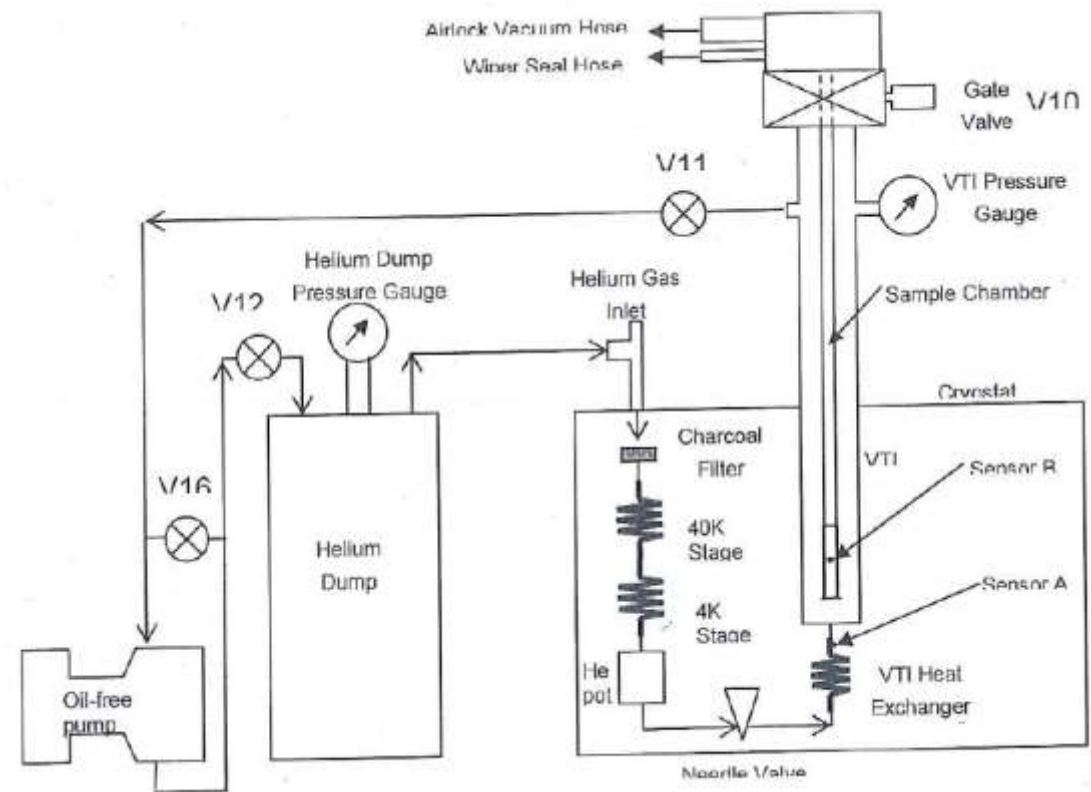 Airlock Vacuum Hose
Wiper Seal Hose
Gate
Valve
V10
V11
VTI Pressure
Gauge
Helium Dump
Pressure Gauge
Helium Gas
Inlet
V12
Sample Chamber
Cryostat
Charcoal
Filter
VTI
Sensor B
V16
40K
Stage
Helium
Dump
Sensor A
4K
Stage
He
pot
VTI Heat
Exchanger
Oil-free
pump
Needle Valve